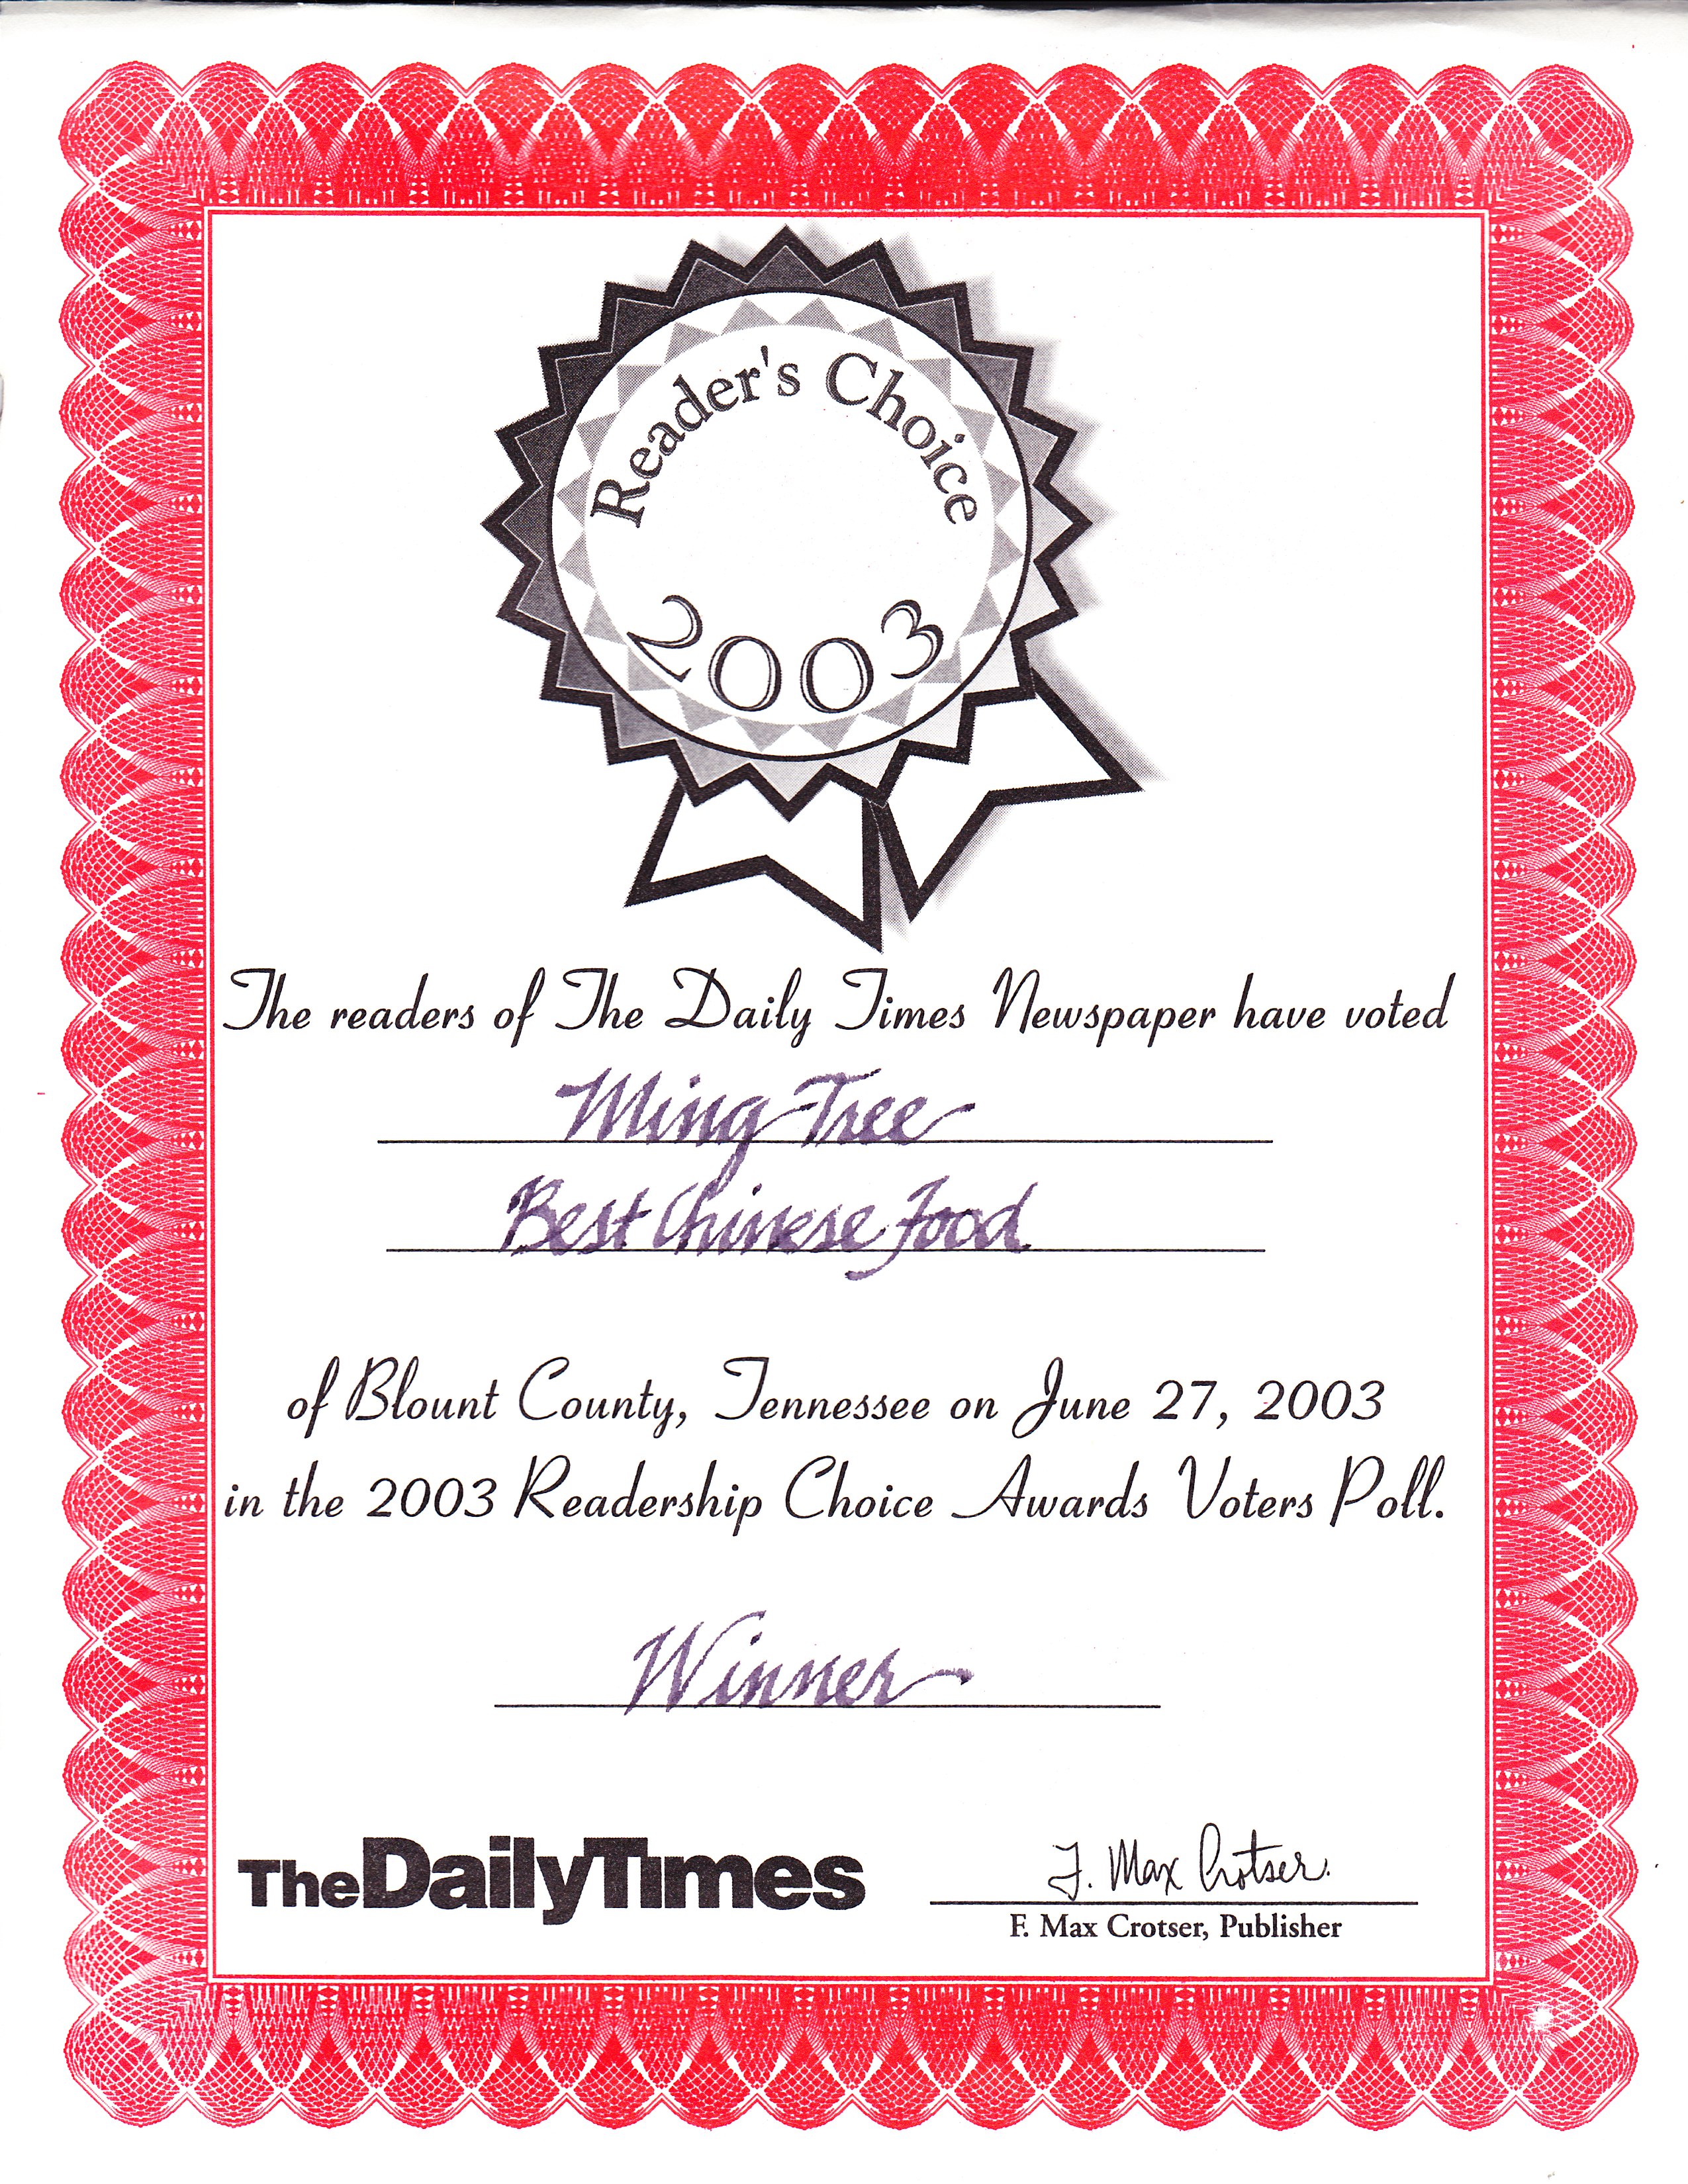 Reader's Choice
2003
The readers of The Daily Times Newspaper have voted
Ming Tree
Best Chinese Food
of Blount County, Tennessee on June 27, 2003
in the 2003 Readership Choice Awards Voters Poll.
Winner
The Daily Times
F. Max Crotser
F. Max Crotser, Publisher